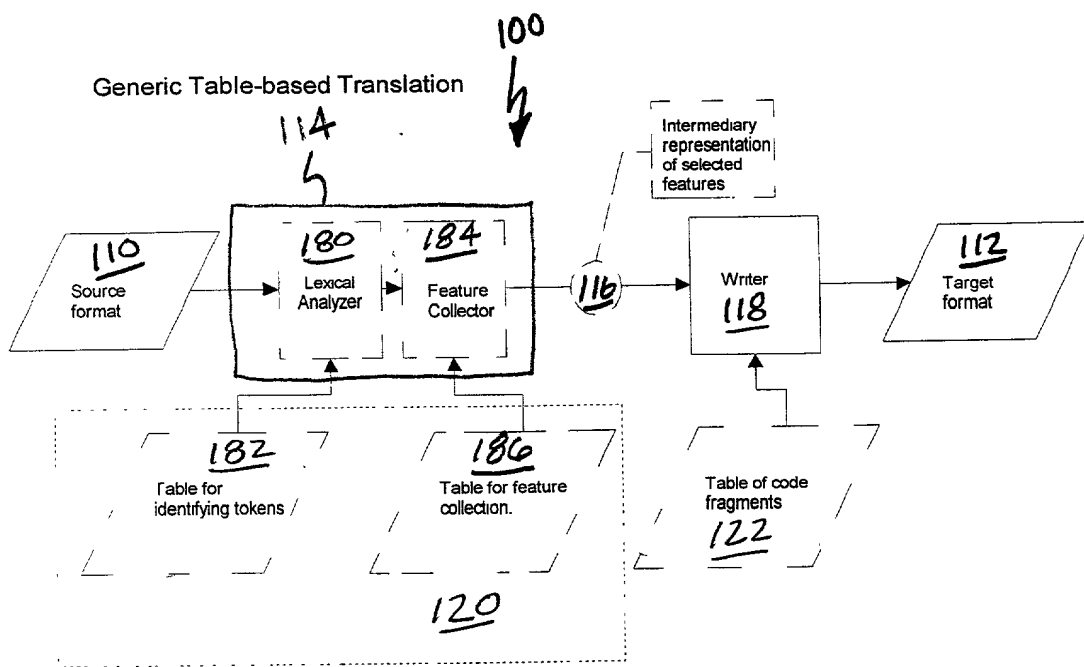 100
Generic Table-based Translation
114
Intermediary
representation
of selected
features
110
Source
format
180
Lexical
Analyzer
184
Feature
Collector
116
Writer
118
112
Target
format
182
Table for
identifying tokens
186
Table for feature
collection.
Table of code
fragments
122
120